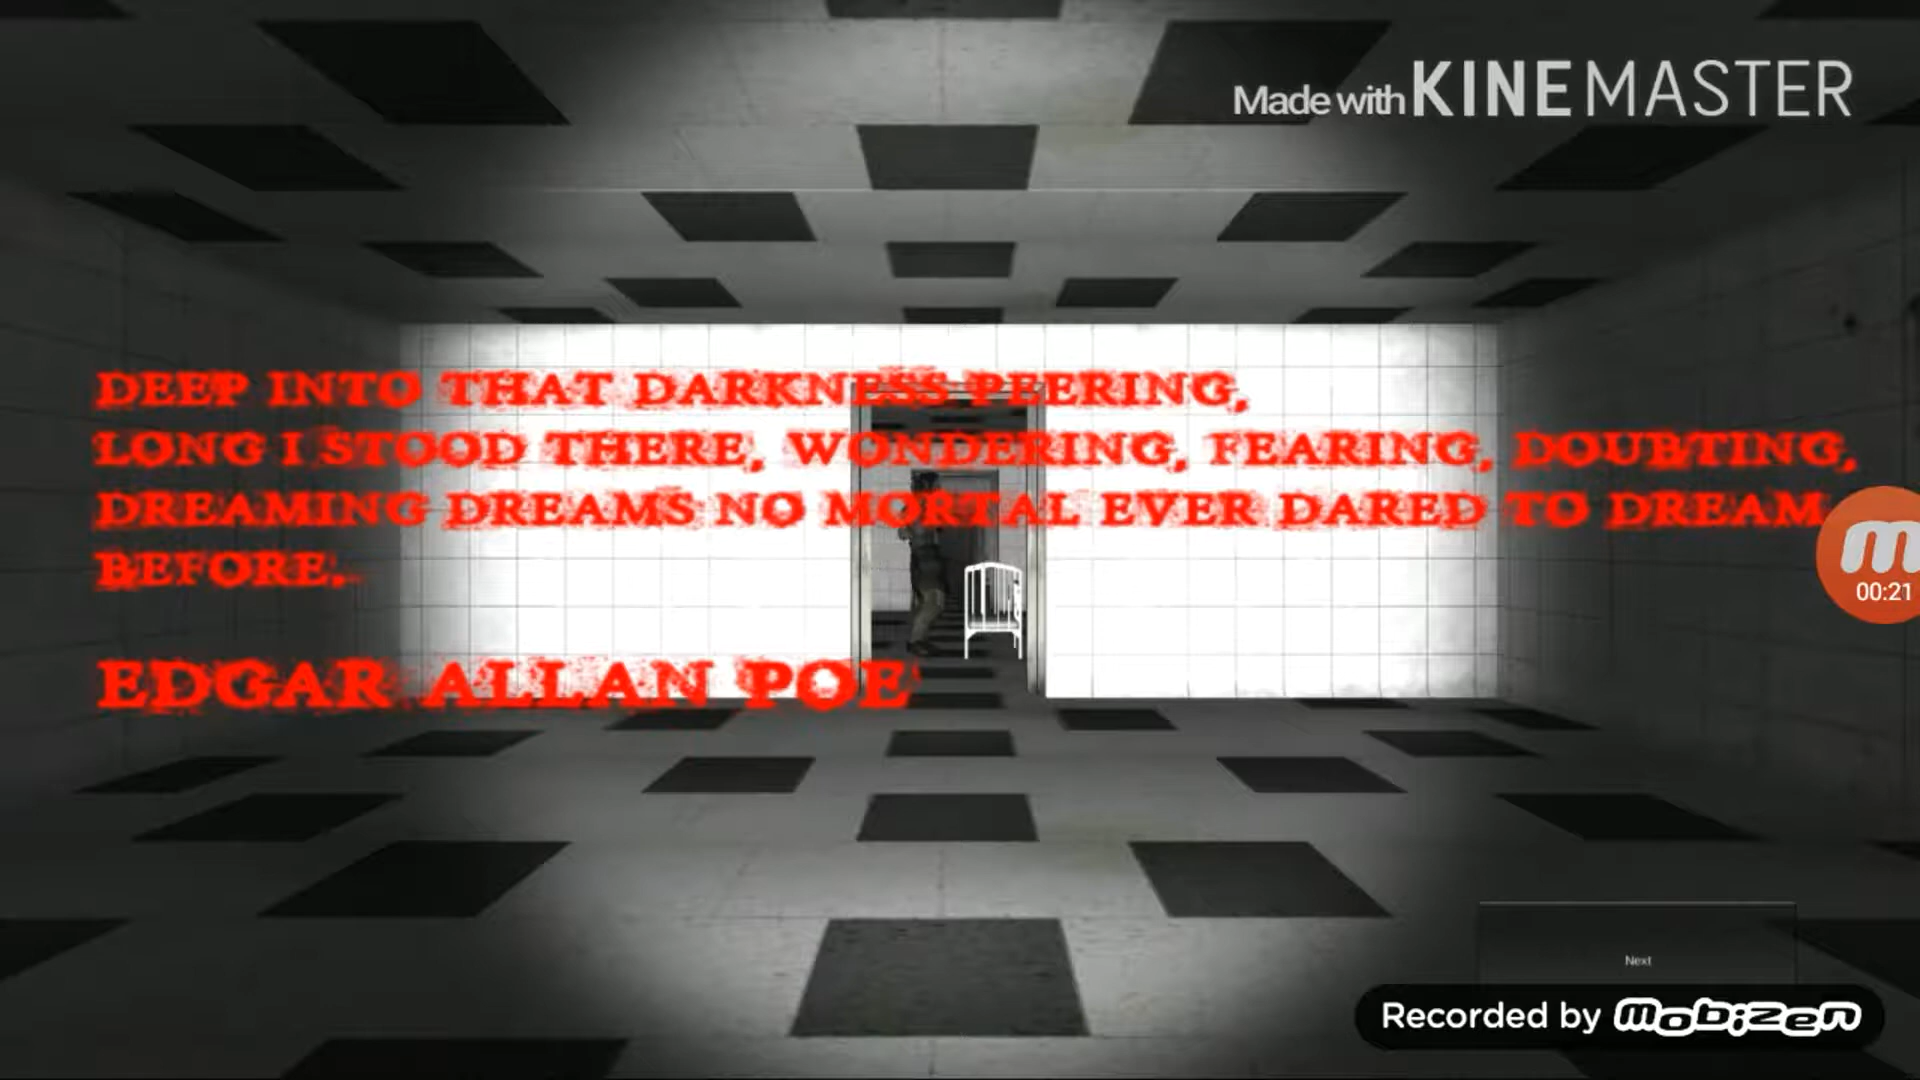 Made with KINEMASTER
DEEP INTO THAT DARKNESS PEERING,
LONG I STOOD THERE, WONDERING, FEARING, DOUBTING,
DREAMING DREAMS NO MORTAL EVER DARED TO DREAM
BEFORE.
m
00:21
EDGAR ALLAN POE
Next
Recorded by mobizen